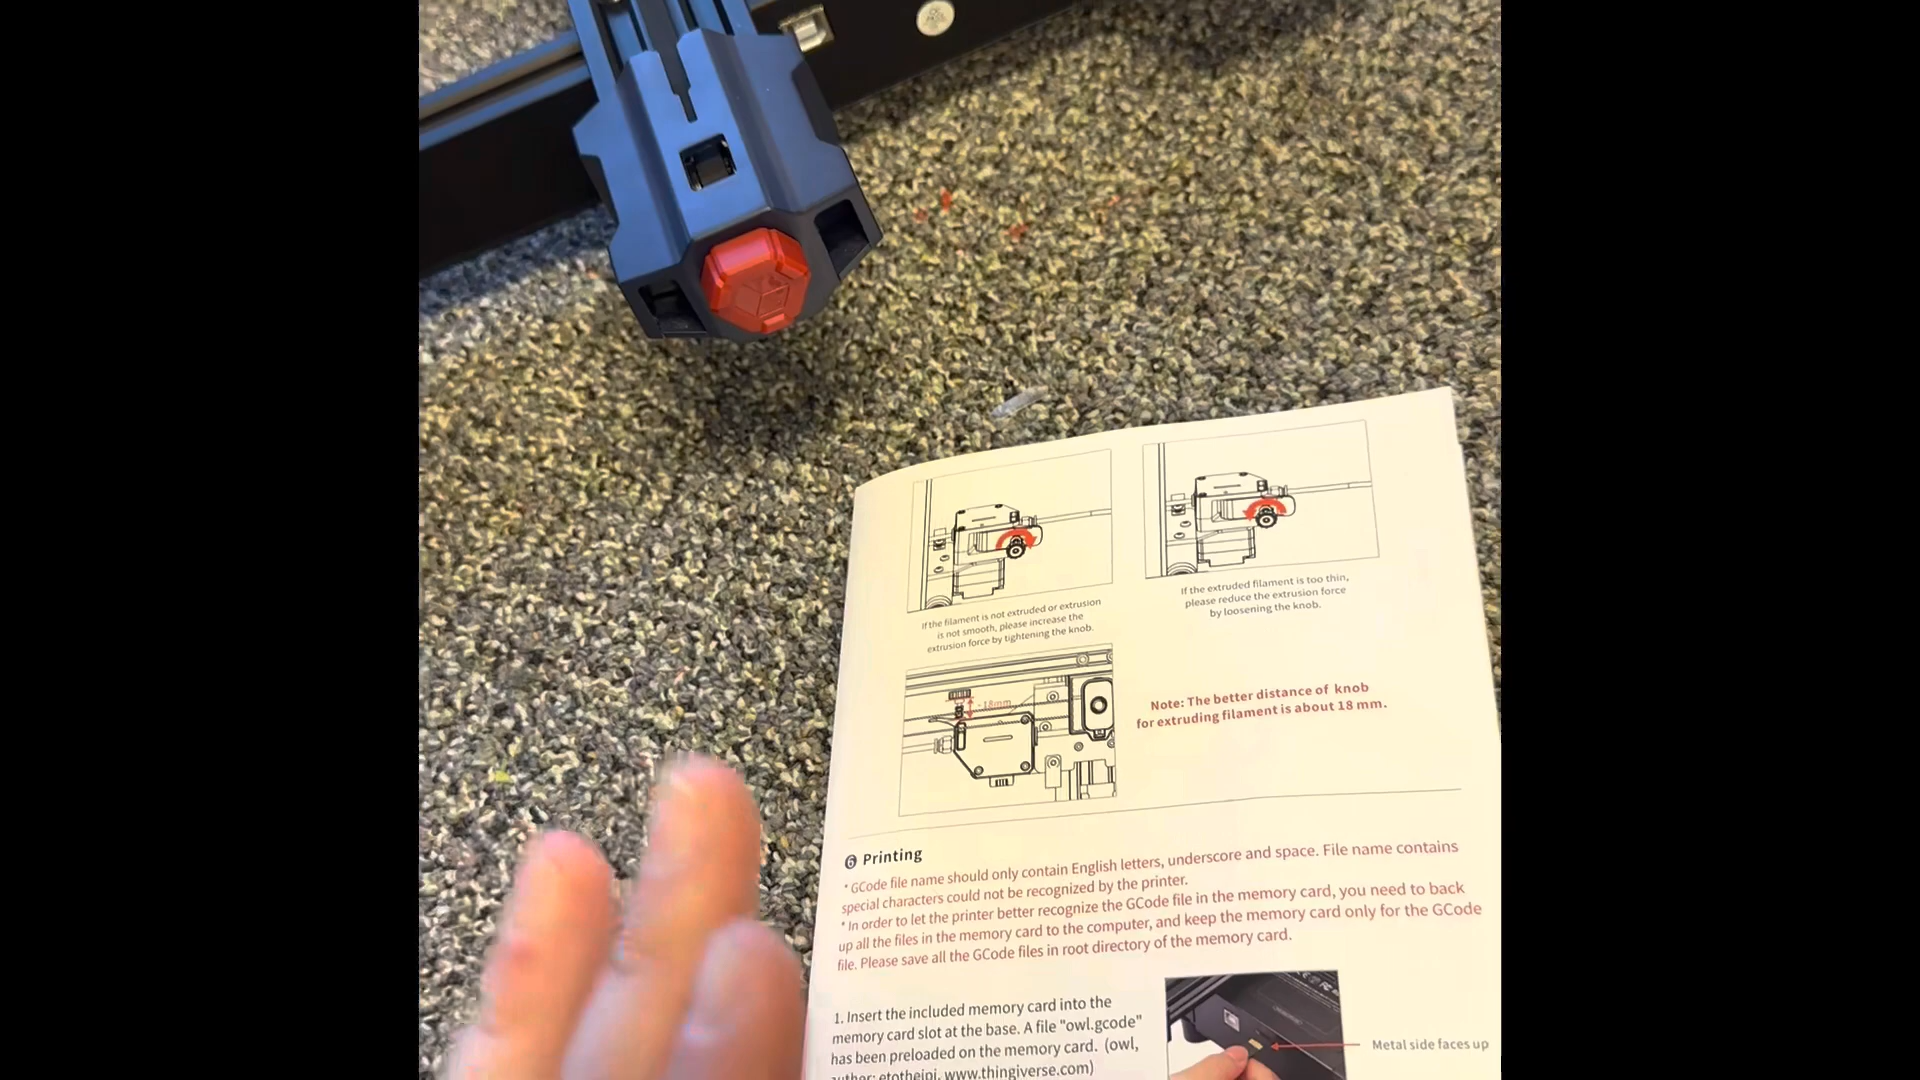 If the filament is not extruded or extrusion
is not smooth, please increase the
extrusion force by tightening the knob.
If the extruded filament is too thin,
please reduce the extrusion force
by loosening the knob.
~18mm
Note: The better distance of knob
for extruding filament is about 18 mm.
6 Printing
* GCode file name should only contain English letters, underscore and space. File name contains
special characters could not be recognized by the printer.
* In order to let the printer better recognize the GCode file in the memory card, you need to back
up all the files in the memory card to the computer, and keep the memory card only for the GCode
file. Please save all the GCode files in root directory of the memory card.
1. Insert the included memory card into the
memory card slot at the base. A file "owl.gcode"
has been preloaded on the memory card. (owl,
author: etotheipi, www.thingiverse.com)
Metal side faces up